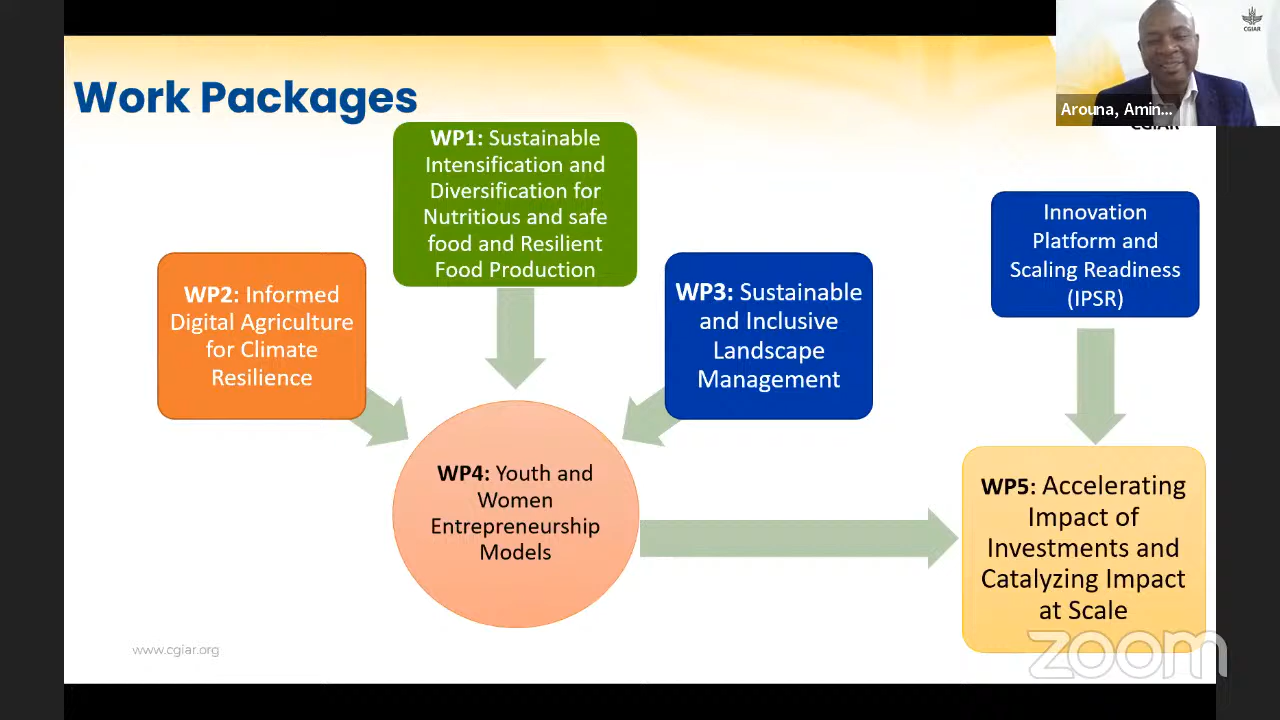 CGIAR
Arouna, Amin...
Work Packages
WP1: Sustainable
Intensification and
Diversification for
Nutritious and safe
food and Resilient
Food Production
WP2: Informed
Digital Agriculture
for Climate
Resilience
WP3: Sustainable
and Inclusive
Landscape
Management
Innovation
Platform and
Scaling Readiness
(IPSR)
WP4: Youth and
Women
Entrepreneurship
Models
WP5: Accelerating
Impact of
Investments and
Catalyzing Impact
at Scale
www.cgiar.org
zoom